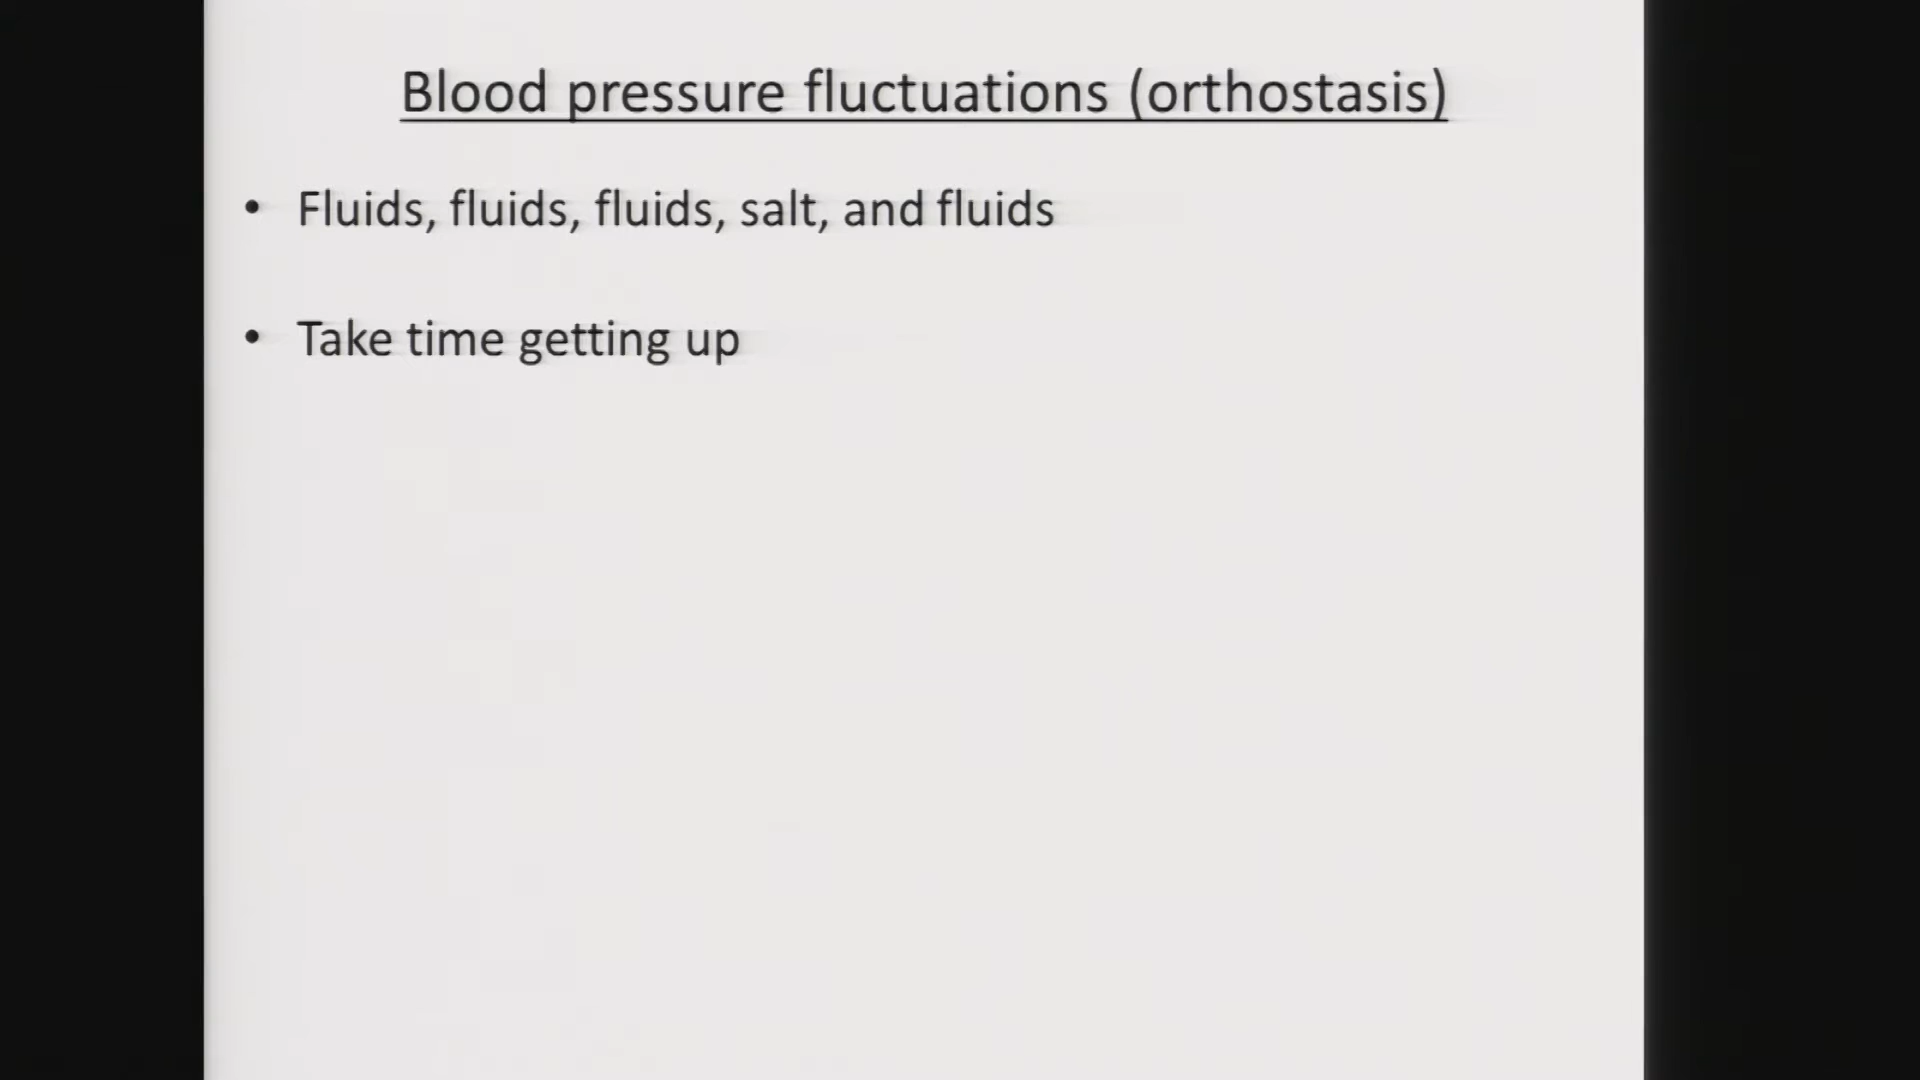 Blood pressure fluctuations (orthostasis)
• Fluids, fluids, fluids, salt, and fluids
• Take time getting up